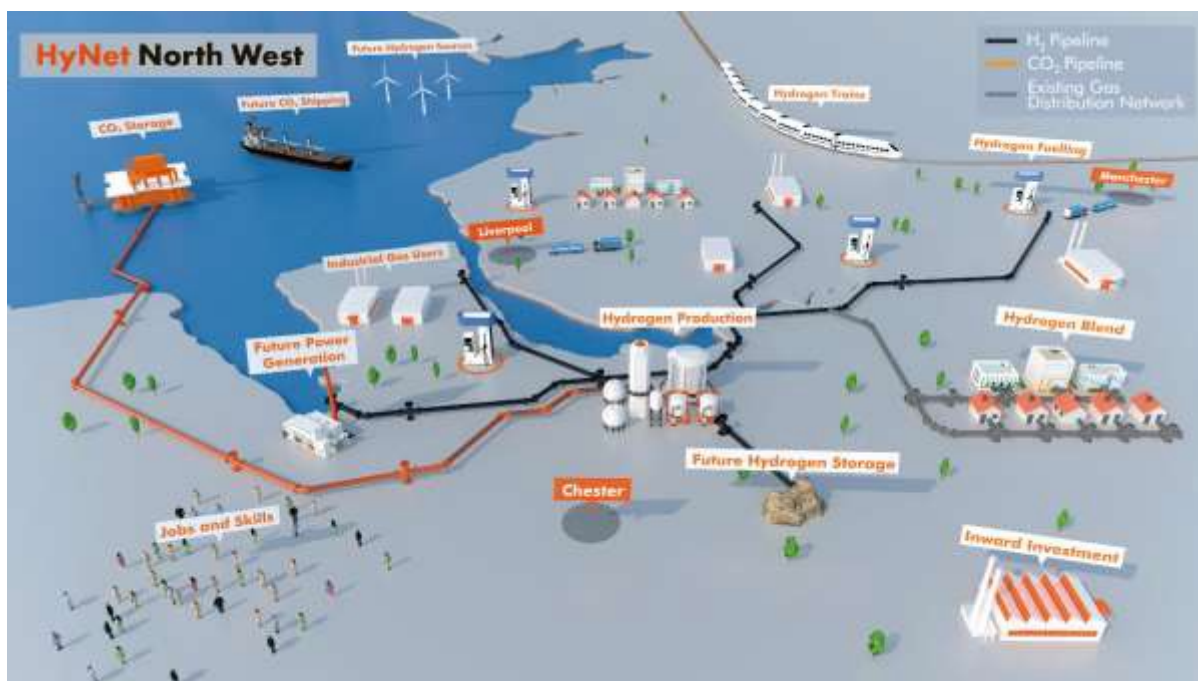 HyNet North West
Future Hydrogen Sources
H₂ Pipeline
CO₂ Pipeline
Existing Gas
Distribution Network
Future CO₂ Shipping
CO₂ Storage
Hydrogen Trains
Hydrogen Fuelling
Manchester
Liverpool
Industrial Gas Users
Hydrogen Production
Hydrogen Blend
Future Power
Generation
Future Hydrogen Storage
Chester
Jobs and Skills
Inward Investment